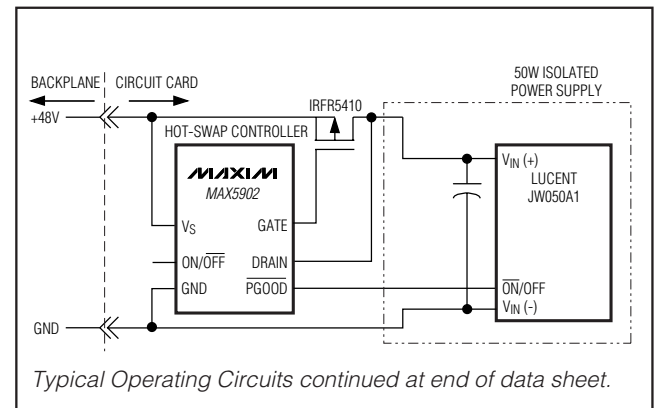 BACKPLANE CIRCUIT CARD
50W ISOLATED
POWER SUPPLY
+48V
IRFR5410
HOT-SWAP CONTROLLER
MAXIM
MAX5902
VS
GATE
ON/OFF
DRAIN
GND
PGOOD
VIN (+)
LUCENT
JW050A1
ON/OFF
VIN (-)
GND
Typical Operating Circuits continued at end of data sheet.